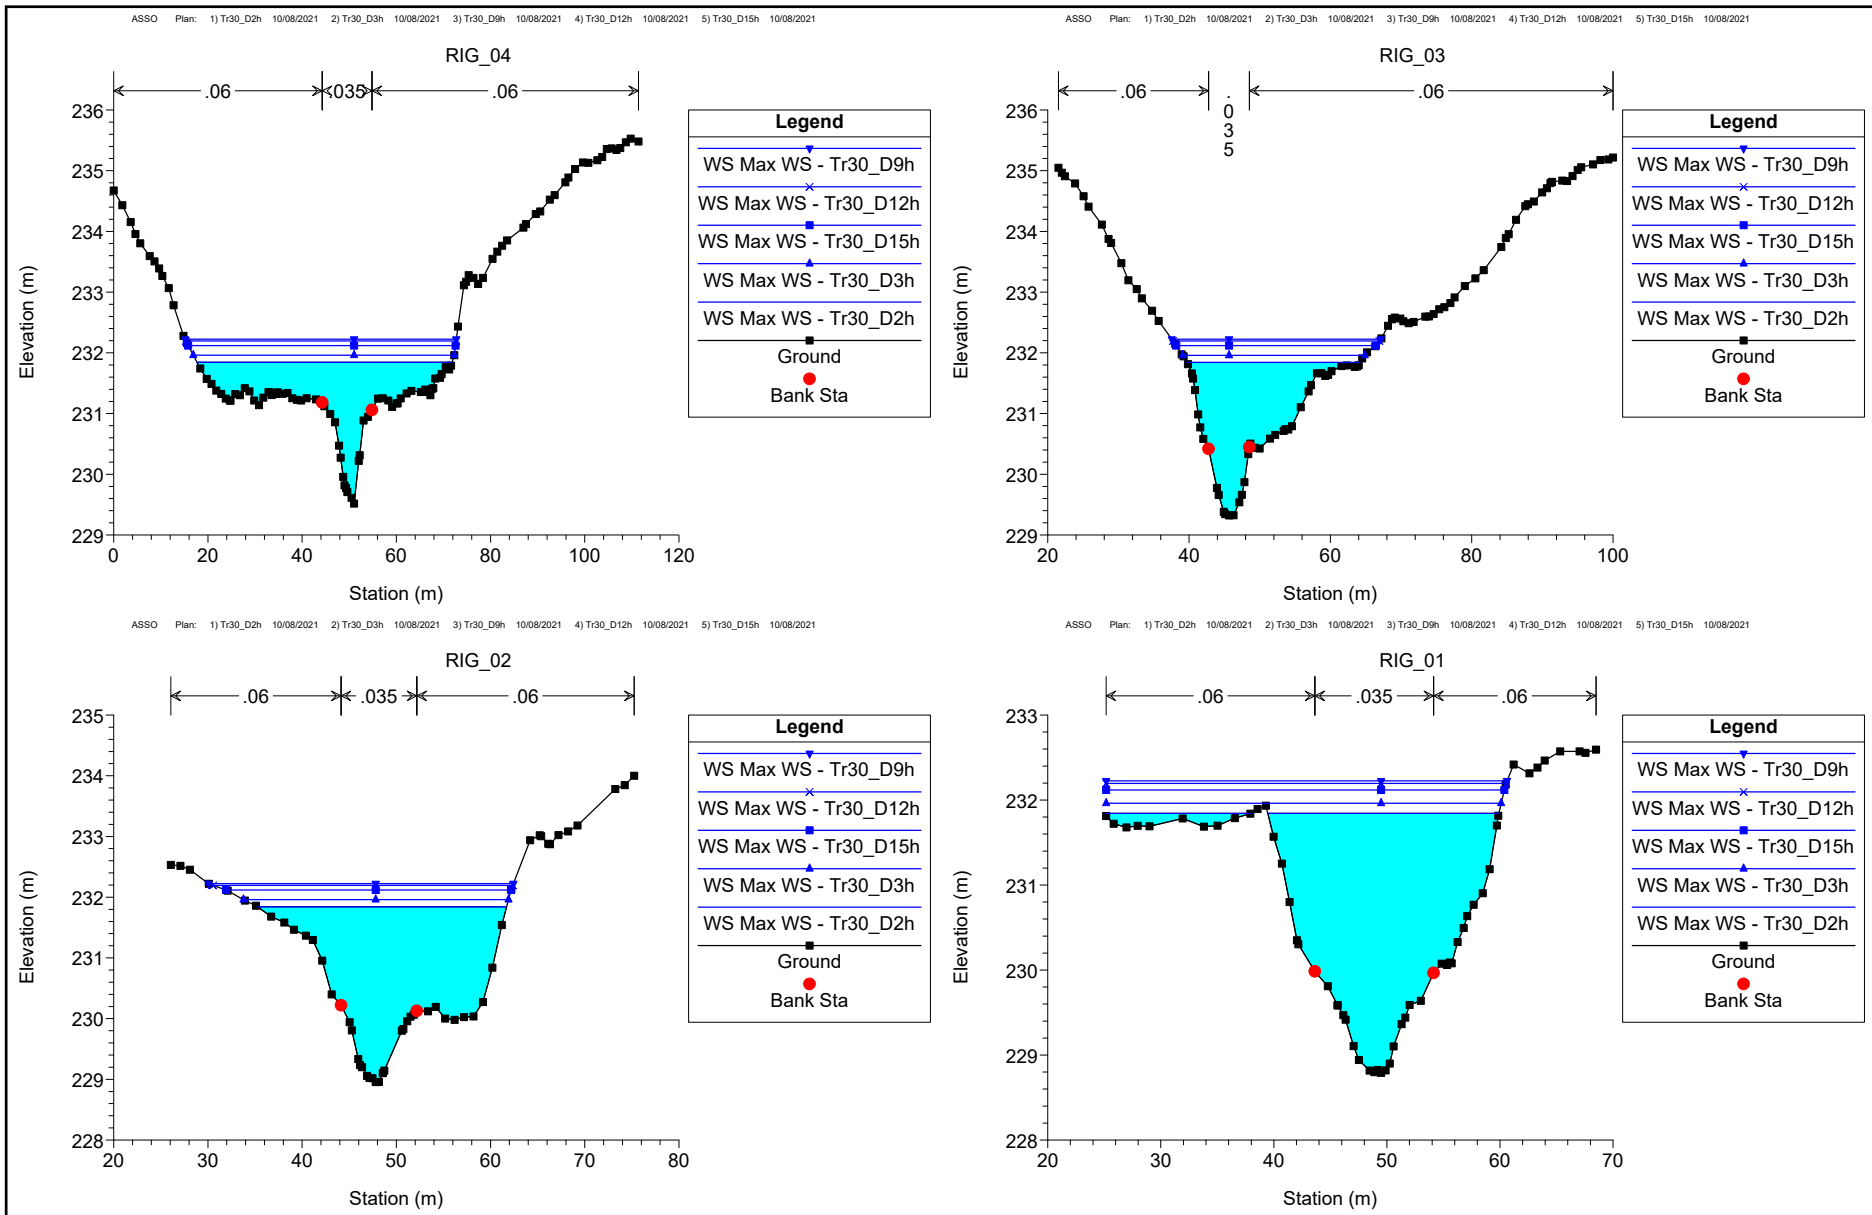 ASSO Plan: 1) Tr30_D2h 10/08/2021 2) Tr30_D3h 10/08/2021 3) Tr30_D9h 10/08/2021 4) Tr30_D12h 10/08/2021 5) Tr30_D15h 10/08/2021
RIG_04
.06 .035 .06
236
235
234
233
232
231
230
229
Elevation (m)
0 20 40 60 80 100 120
Station (m)
Legend
WS Max WS - Tr30_D9h
WS Max WS - Tr30_D12h
WS Max WS - Tr30_D15h
WS Max WS - Tr30_D3h
WS Max WS - Tr30_D2h
Ground
Bank Sta
ASSO Plan: 1) Tr30_D2h 10/08/2021 2) Tr30_D3h 10/08/2021 3) Tr30_D9h 10/08/2021 4) Tr30_D12h 10/08/2021 5) Tr30_D15h 10/08/2021
RIG_03
.06 .035 .06
236
235
234
233
232
231
230
229
Elevation (m)
20 40 60 80 100
Station (m)
Legend
WS Max WS - Tr30_D9h
WS Max WS - Tr30_D12h
WS Max WS - Tr30_D15h
WS Max WS - Tr30_D3h
WS Max WS - Tr30_D2h
Ground
Bank Sta
ASSO Plan: 1) Tr30_D2h 10/08/2021 2) Tr30_D3h 10/08/2021 3) Tr30_D9h 10/08/2021 4) Tr30_D12h 10/08/2021 5) Tr30_D15h 10/08/2021
RIG_02
.06 .035 .06
235
234
233
232
231
230
229
228
Elevation (m)
20 30 40 50 60 70 80
Station (m)
Legend
WS Max WS - Tr30_D9h
WS Max WS - Tr30_D12h
WS Max WS - Tr30_D15h
WS Max WS - Tr30_D3h
WS Max WS - Tr30_D2h
Ground
Bank Sta
ASSO Plan: 1) Tr30_D2h 10/08/2021 2) Tr30_D3h 10/08/2021 3) Tr30_D9h 10/08/2021 4) Tr30_D12h 10/08/2021 5) Tr30_D15h 10/08/2021
RIG_01
.06 .035 .06
233
232
231
230
229
228
Elevation (m)
20 30 40 50 60 70
Station (m)
Legend
WS Max WS - Tr30_D9h
WS Max WS - Tr30_D12h
WS Max WS - Tr30_D15h
WS Max WS - Tr30_D3h
WS Max WS - Tr30_D2h
Ground
Bank Sta